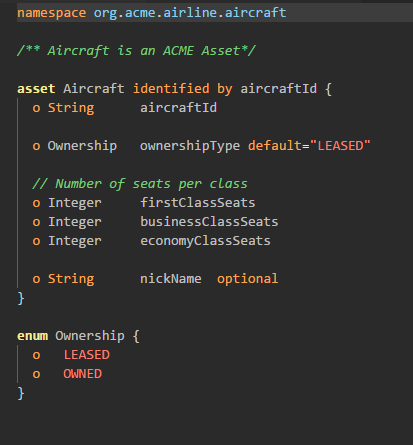 namespace org.acme.airline.aircraft
/** Aircraft is an ACME Asset*/
asset Aircraft identified by aircraftId {
o String aircraftId
o Ownership ownershipType default="LEASED"
// Number of seats per class
o Integer firstClassSeats
o Integer businessClassSeats
o Integer economyClassSeats
o String nickName optional
}
enum Ownership {
o LEASED
o OWNED
}